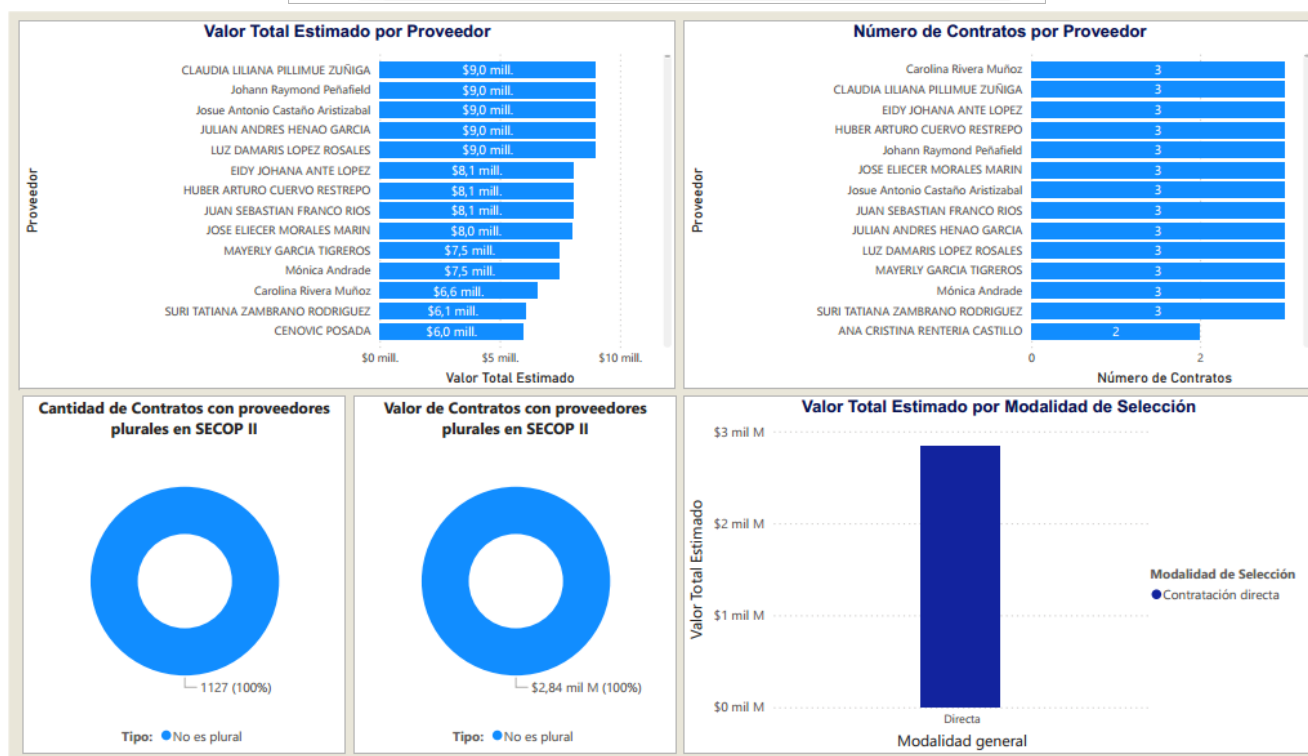 Valor Total Estimado por Proveedor
Proveedor
CLAUDIA LILIANA PILLIMUE ZUÑIGA $9,0 mill.
Johann Raymond Peñafield $9,0 mill.
Josue Antonio Castaño Aristizabal $9,0 mill.
JULIAN ANDRES HENAO GARCIA $9,0 mill.
LUZ DAMARIS LOPEZ ROSALES $9,0 mill.
EIDY JOHANA ANTE LOPEZ $8,1 mill.
HUBER ARTURO CUERVO RESTREPO $8,1 mill.
JUAN SEBASTIAN FRANCO RIOS $8,1 mill.
JOSE ELIECER MORALES MARIN $8,0 mill.
MAYERLY GARCIA TIGREROS $7,5 mill.
Mónica Andrade $7,5 mill.
Carolina Rivera Muñoz $6,6 mill.
SURI TATIANA ZAMBRANO RODRIGUEZ $6,1 mill.
CENOVIC POSADA $6,0 mill.
$0 mill. $5 mill. $10 mill.
Valor Total Estimado
Número de Contratos por Proveedor
Proveedor
Carolina Rivera Muñoz 3
CLAUDIA LILIANA PILLIMUE ZUÑIGA 3
EIDY JOHANA ANTE LOPEZ 3
HUBER ARTURO CUERVO RESTREPO 3
Johann Raymond Peñafield 3
JOSE ELIECER MORALES MARIN 3
Josue Antonio Castaño Aristizabal 3
JUAN SEBASTIAN FRANCO RIOS 3
JULIAN ANDRES HENAO GARCIA 3
LUZ DAMARIS LOPEZ ROSALES 3
MAYERLY GARCIA TIGREROS 3
Mónica Andrade 3
SURI TATIANA ZAMBRANO RODRIGUEZ 3
ANA CRISTINA RENTERIA CASTILLO 2
0 2
Número de Contratos
Cantidad de Contratos con proveedores
plurales en SECOP II
1127 (100%)
Tipo: No es plural
Valor de Contratos con proveedores
plurales en SECOP II
$2,84 mil M (100%)
Tipo: No es plural
Valor Total Estimado por Modalidad de Selección
Valor Total Estimado
$3 mil M
$2 mil M
$1 mil M
$0 mil M
Directa
Modalidad general
Modalidad de Selección
Contratación directa